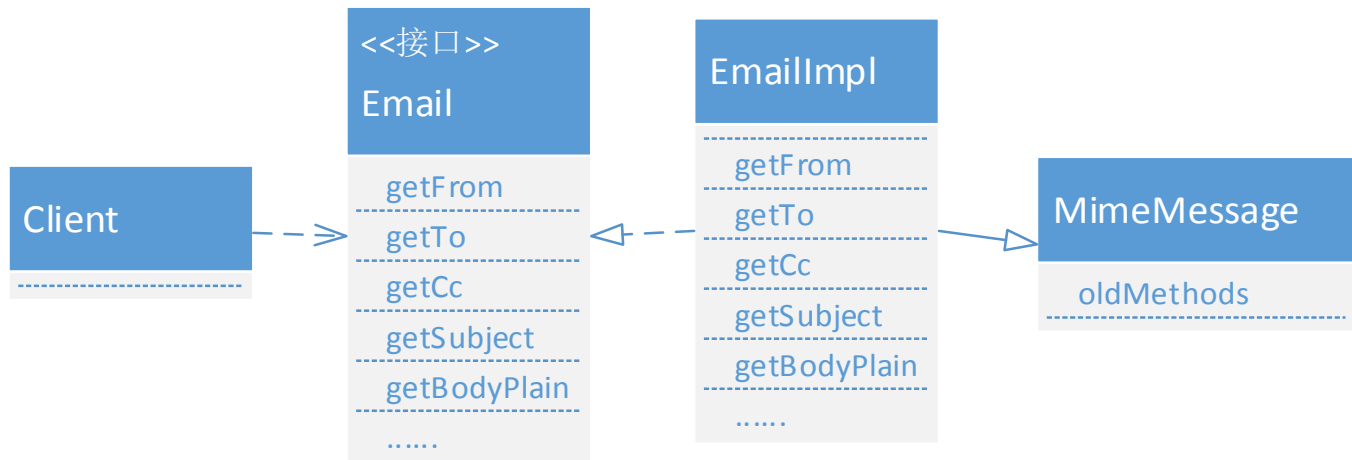 Client
<<接口>>
Email
getFrom
getTo
getCc
getSubject
getBodyPlain
……
EmailImpl
getFrom
getTo
getCc
getSubject
getBodyPlain
……
MimeMessage
oldMethods